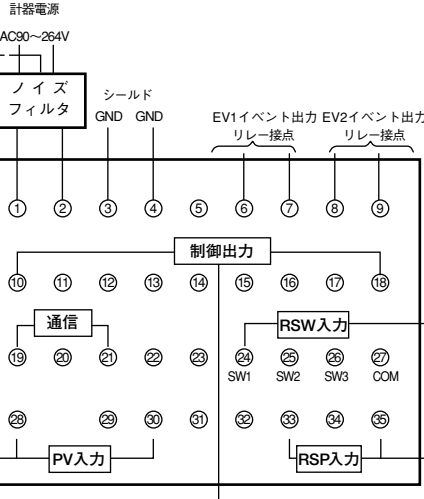 計器電源
AC90～264V
ノイズ
フィルタ
シールド
GND GND
EV1イベント出力 EV2イベント出力
リレー接点 リレー接点
① ② ③ ④ ⑤ ⑥ ⑦ ⑧ ⑨
制御出力
⑩ ⑪ ⑫ ⑬ ⑭ ⑮ ⑯ ⑰ ⑱
通信
RSW入力
⑲ ⑳ ㉑ ㉒ ㉓ ㉔ ㉕ ㉖ ㉗
SW1 SW2 SW3 COM
㉘ ㉙ ㉚ ㉛ ㉜ ㉝ ㉞ ㉟
PV入力 RSP入力